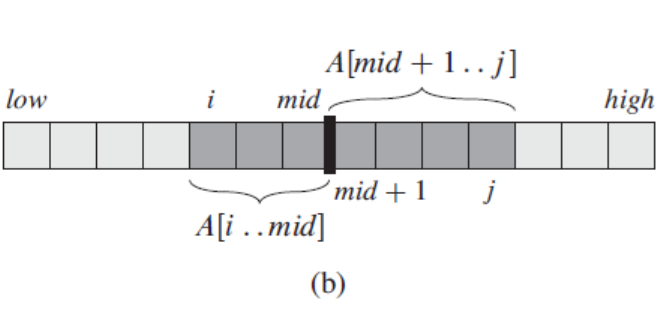 A[mid + 1 . . j]
low i mid high
mid + 1 j
A[i . . mid]
(b)